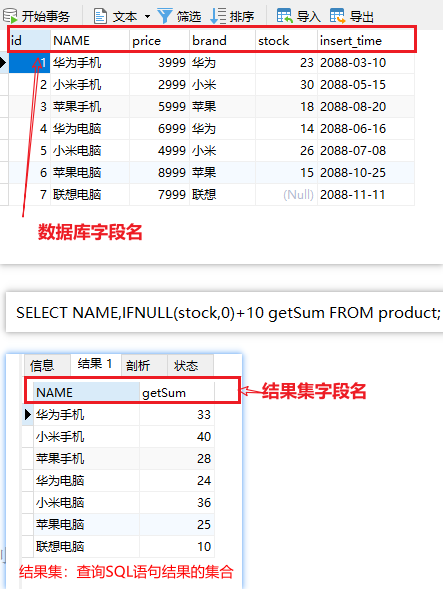 开始事务 文本 筛选 排序 导入 导出
id NAME price brand stock insert_time
1 华为手机 3999 华为 23 2088-03-10
2 小米手机 2999 小米 30 2088-05-15
3 苹果手机 5999 苹果 18 2088-08-20
4 华为电脑 6999 华为 14 2088-06-16
5 小米电脑 4999 小米 26 2088-07-08
6 苹果电脑 8999 苹果 15 2088-10-25
7 联想电脑 7999 联想 (Null) 2088-11-11
数据库字段名
SELECT NAME,IFNULL(stock,0)+10 getSum FROM product;
信息 结果 1 剖析 状态
NAME getSum
结果集字段名
华为手机 33
小米手机 40
苹果手机 28
华为电脑 24
小米电脑 36
苹果电脑 25
联想电脑 10
结果集：查询SQL语句结果的集合